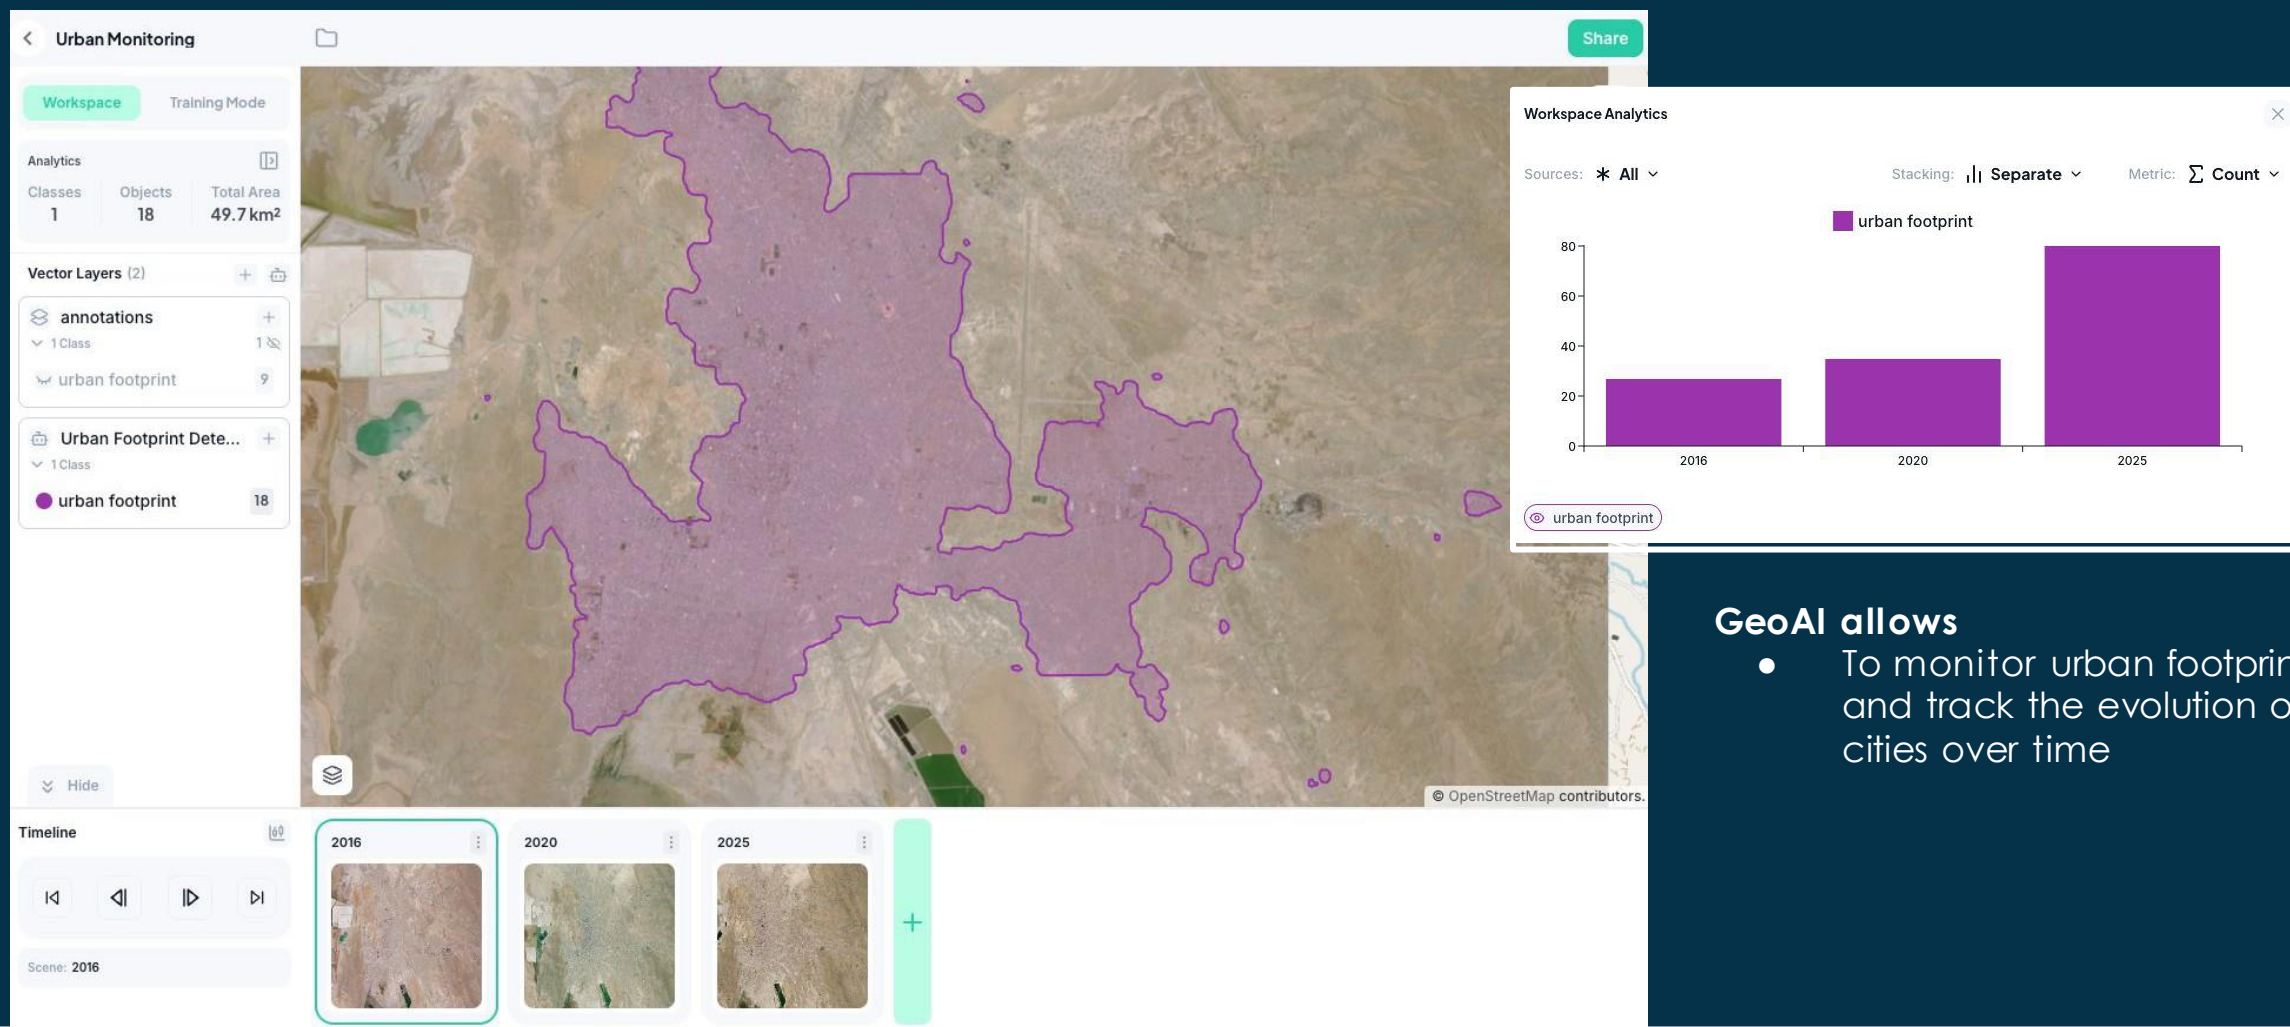 Urban Monitoring
Share
Workspace
Training Mode
Analytics
Classes
Objects
Total Area
1
18
49.7 km²
Vector Layers (2)
annotations
1 Class
1
urban footprint
9
Urban Footprint Dete...
1 Class
urban footprint
18
Hide
© OpenStreetMap contributors.
Timeline
Scene: 2016
2016
2020
2025
Workspace Analytics
Sources: All
Stacking: Separate
Metric: Count
urban footprint
80
60
40
20
0
2016
2020
2025
urban footprint
GeoAI allows
● To monitor urban
and track the evolution
cities over time